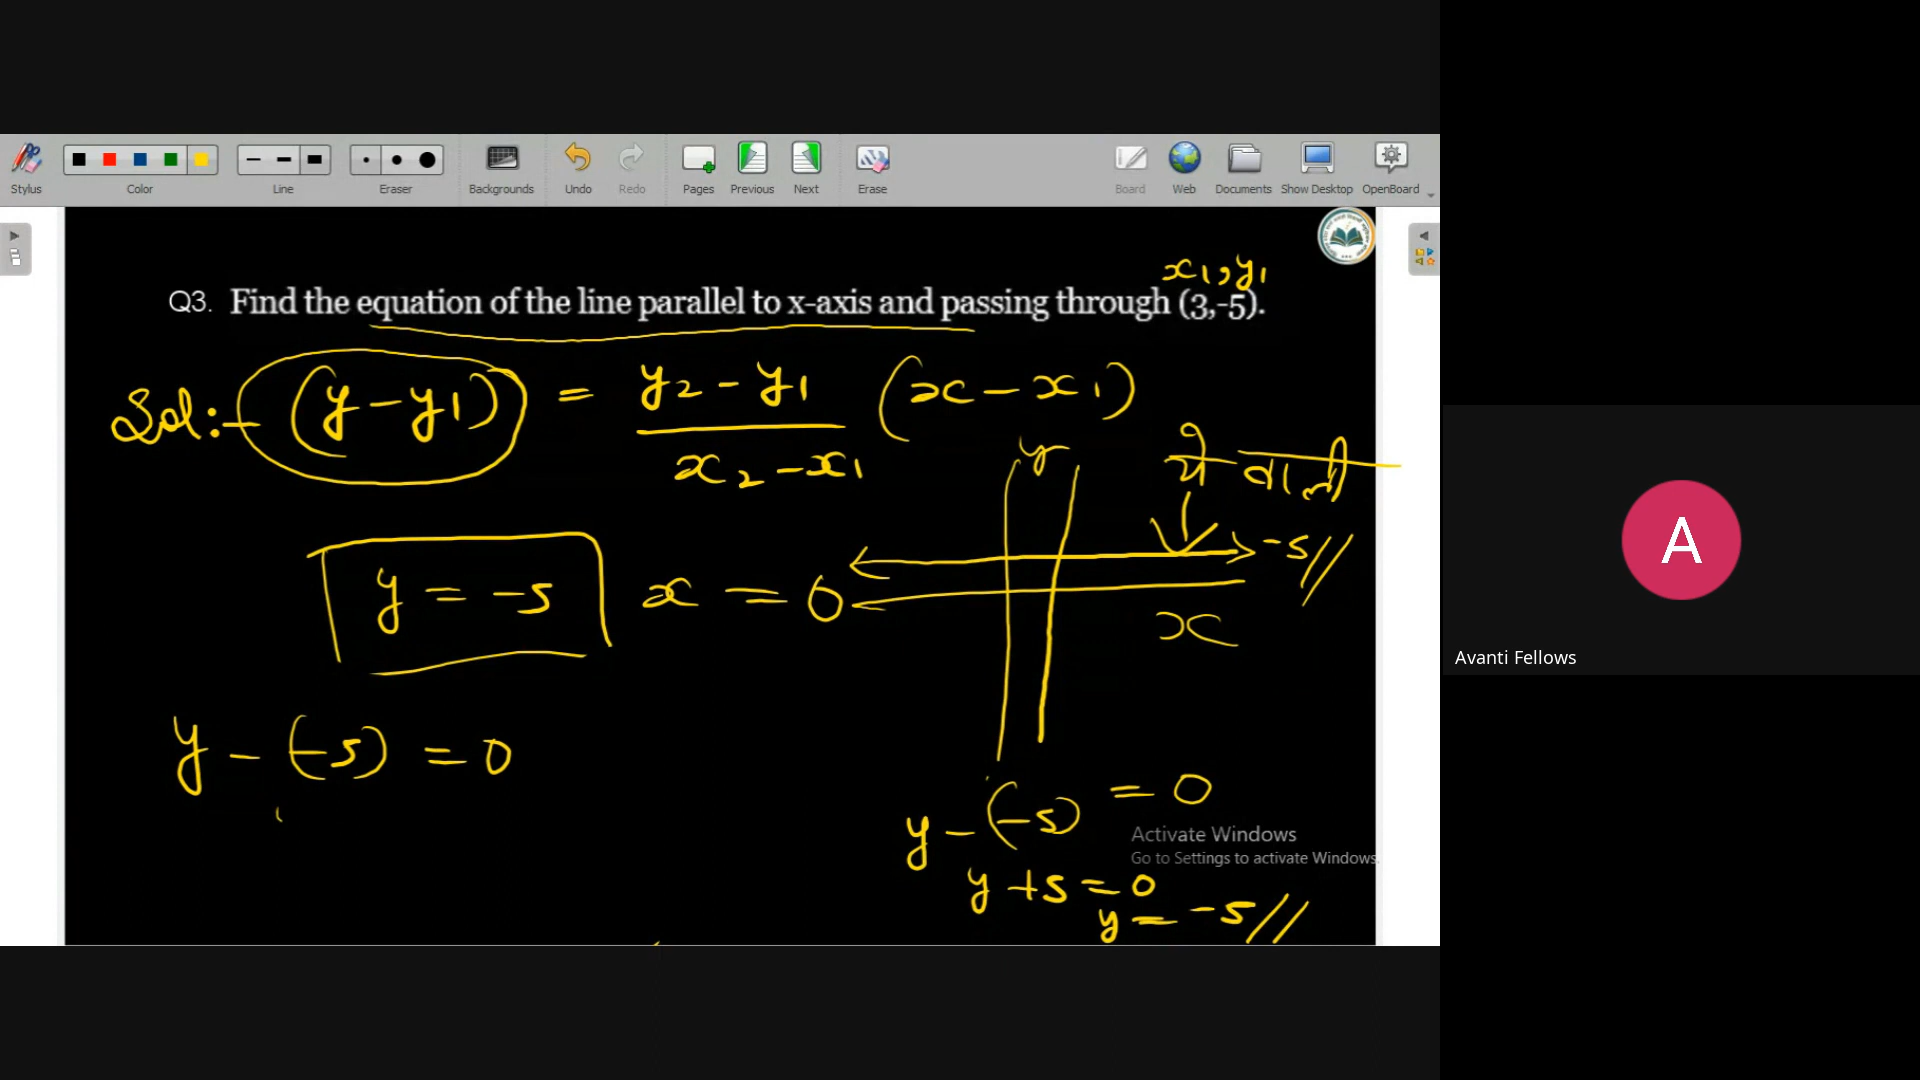 Stylus Color Line Eraser Backgrounds Undo Redo Pages Previous Next Erase Board Web Documents Show Desktop OpenBoard
x₁, y₁
Q3. Find the equation of the line parallel to x-axis and passing through (3,-5).
Sol:- (y - y₁) = y₂ - y₁ / x₂ - x₁ (x - x₁)
y
ये वाली
-5//
y = -5 x = 0
x
y - (-5) = 0
y - (-5) = 0
y + 5 = 0
y = -5//
Activate Windows
Go to Settings to activate Windows.
A
Avanti Fellows